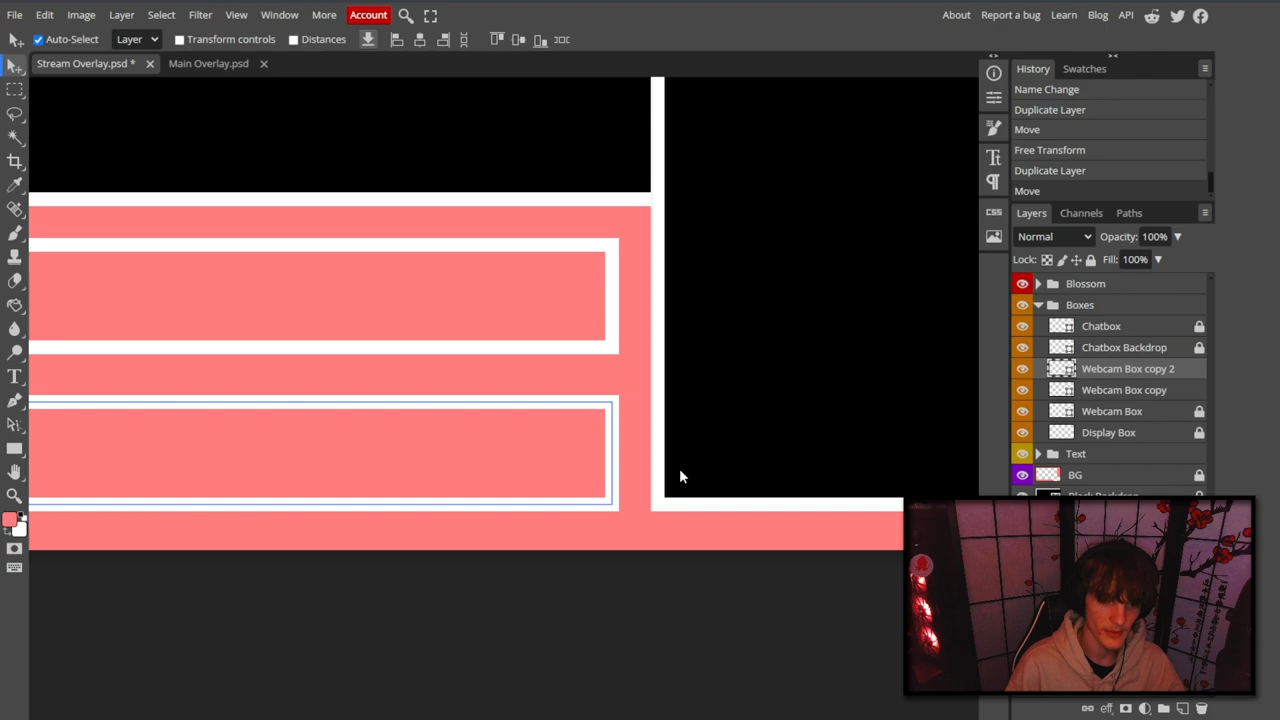 File Edit Image Layer Select Filter View Window More Account About Report a bug Learn Blog API
Auto-Select Layer Transform controls Distances
Stream Overlay.psd * Main Overlay.psd
History Swatches
Name Change
Duplicate Layer
Move
Free Transform
Duplicate Layer
Move
Layers Channels Paths
Normal Opacity: 100%
Lock: Fill: 100%
Blossom
Boxes
Chatbox
Chatbox Backdrop
Webcam Box copy 2
Webcam Box copy
Webcam Box
Display Box
Text
BG
Black Backdrop
CSS
eff